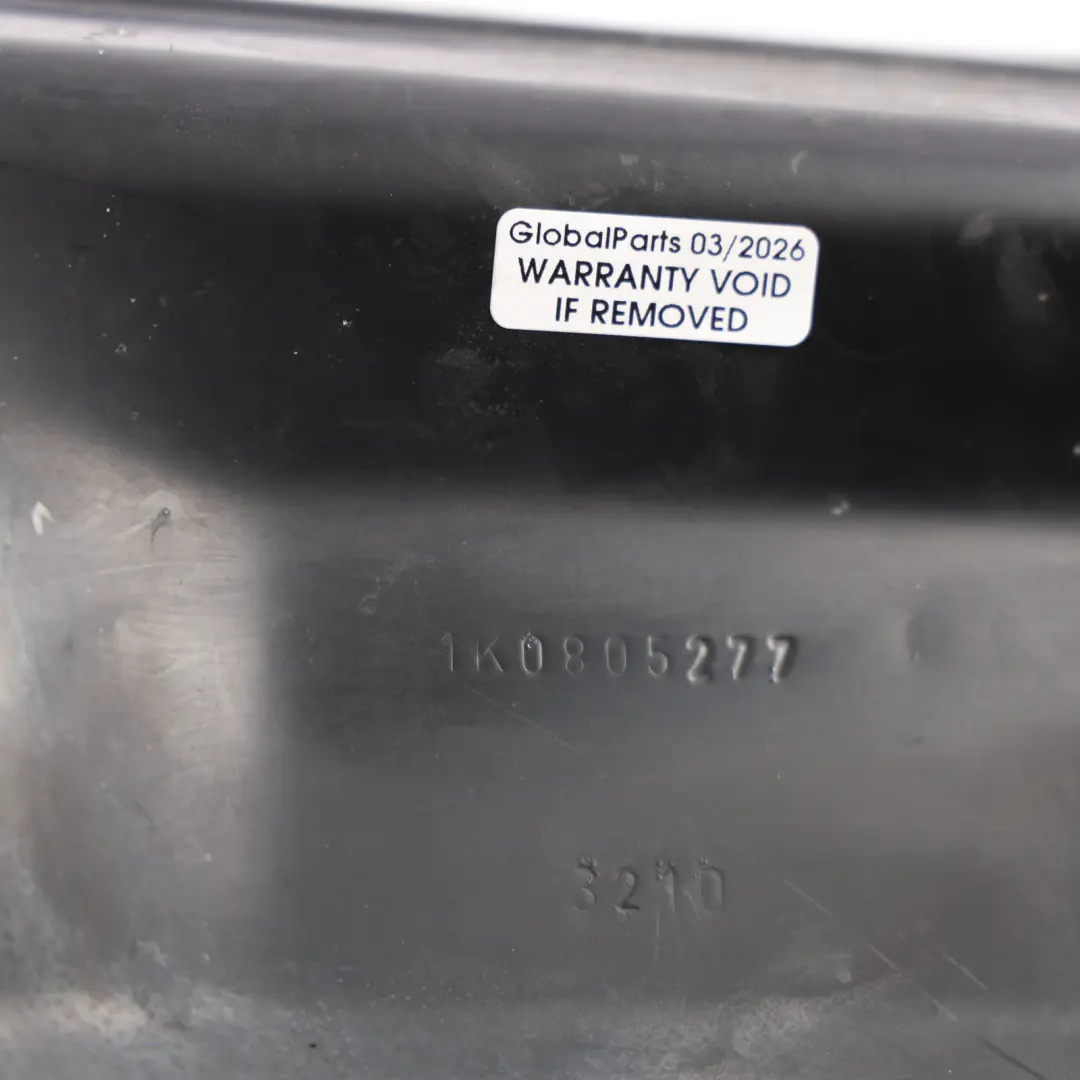 GlobalParts 03/2026
WARRANTY VOID
IF REMOVED
1K0805277
3210